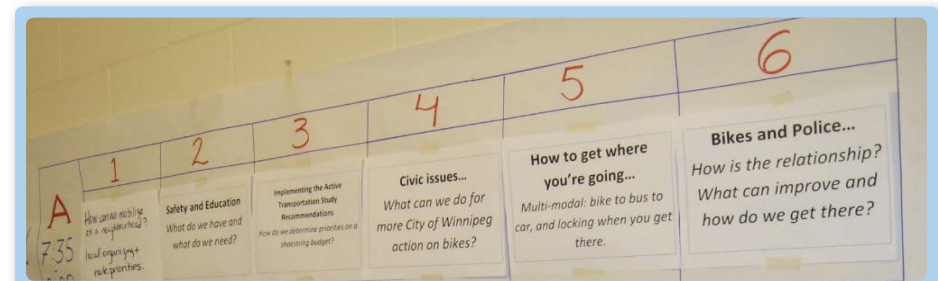 1
2
3
4
5
6
A
7:35
How can we mobilize
as a neighbourhood?
local organizing +
Safety and Education
What do we have and
what do we need?
Implementing the Active
Transportation Study
Recommendations
How do we determine priorities on a
shoestring budget?
Civic issues...
What can we do for
more City of Winnipeg
action on bikes?
How to get where
you're going...
Multi-modal: bike to bus to
car, and locking when you get
there.
Bikes and Police...
How is the relationship?
What can improve and
how do we get there?